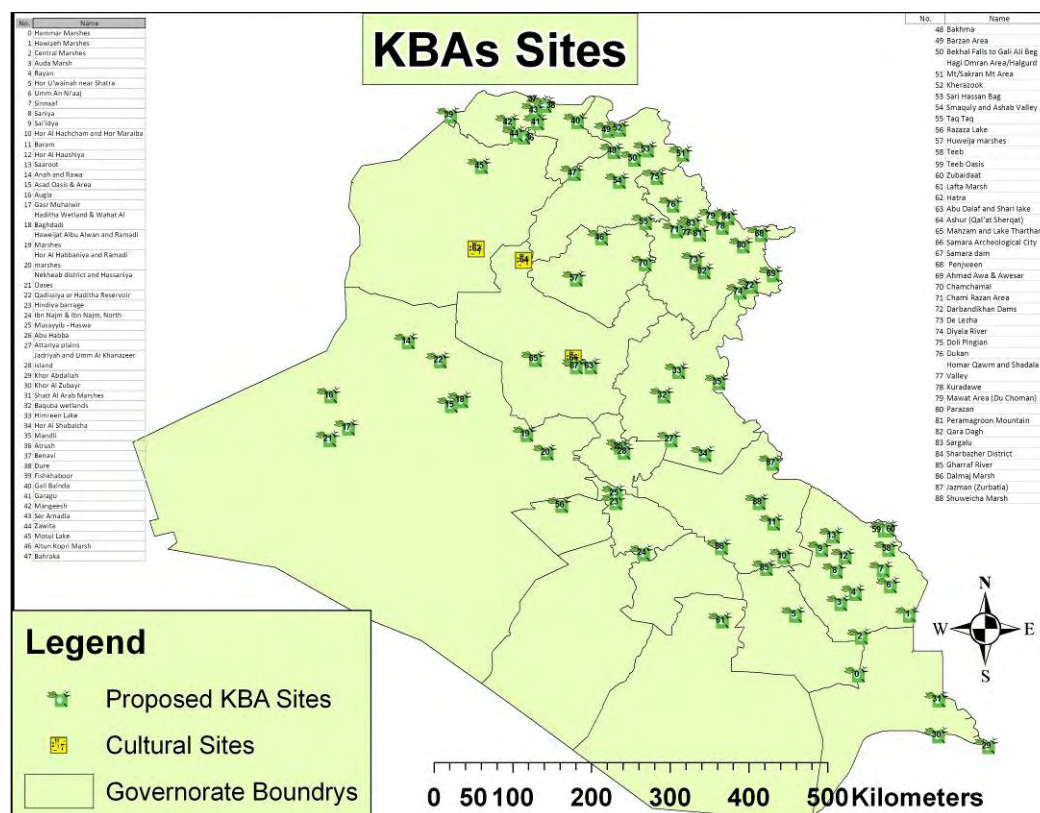 KBAs Sites
No. Name
0 Hammar Marshes
1 Hawizeh Marshes
2 Central Marshes
3 Auda Marsh
4 Rayan
5 Hor U'wainah near Shatra
6 Umm An Ni'aaj
7 Sinnaaf
8 Saniya
9 Sal'idya
10 Hor Al Hachcham and Hor Maraiba
11 Baram
12 Hor Al Haushiya
13 Saaroot
14 Anah and Rawa
15 Asad Oasis & Area
16 Augla
17 Gasr Muhaiwir
Haditha Wetland & Wahat Al
18 Baghdadi
Haweijat Albu Alwan and Ramadi
19 Marshes
Hor Al Habbaniya and Ramadi
20 marshes
Nekheab district and Hussaniya
21 Oases
22 Qadissiya or Haditha Reservoir
23 Hindiya barrage
24 Ibn Najm & Ibn Najm, North
25 Musayyib - Haswa
26 Abu Habba
27 Attariya plains
Jadriyah and Umm Al Khanazeer
28 island
29 Khor Abdallah
30 Khor Al Zubayr
31 Shatt Al Arab Marshes
32 Baquba wetlands
33 Himreen Lake
34 Hor Al Shubaicha
35 Mandli
36 Atrush
37 Benavi
38 Dure
39 Fishkhaboor
40 Gali Balnda
41 Garagu
42 Mangeesh
43 Ser Amadia
44 Zawita
45 Mosul Lake
46 Altun Kopri Marsh
47 Bahraka
No. Name
48 Bakhma
49 Barzan Area
50 Bekhal Falls to Gali Ali Beg
Hagi Omran Area/Halgurd
51 Mt/Sakran Mt Area
52 Kherazook
53 Sari Hassan Bag
54 Smaquly and Ashab Valley
55 Taq Taq
56 Razaza Lake
57 Huweija marshes
58 Teeb
59 Teeb Oasis
60 Zubaidaat
61 Lafta Marsh
62 Hatra
63 Abu Dalaf and Shari lake
64 Ashur (Qal'at Sherqat)
65 Mahzam and Lake Tharthar
66 Samara Archeological City
67 Samara dam
68 Penjween
69 Ahmad Awa & Awesar
70 Chamchamal
71 Chami Razan Area
72 Darbandikhan Dams
73 De Lezha
74 Diyala River
75 Doli Pingian
76 Dukan
Homar Qawm and Shadala
77 Valley
78 Kuradawe
79 Mawat Area (Du Choman)
80 Parazan
81 Peramagroon Mountain
82 Qara Dagh
83 Sargalu
84 Sharbazher District
85 Gharraf River
86 Dalmaj Marsh
87 Jazman (Zurbatia)
88 Shuweicha Marsh
N
W E
S
Legend
Proposed KBA Sites
Cultural Sites
Governorate Boundrys
0 50 100 200 300 400 500 Kilometers